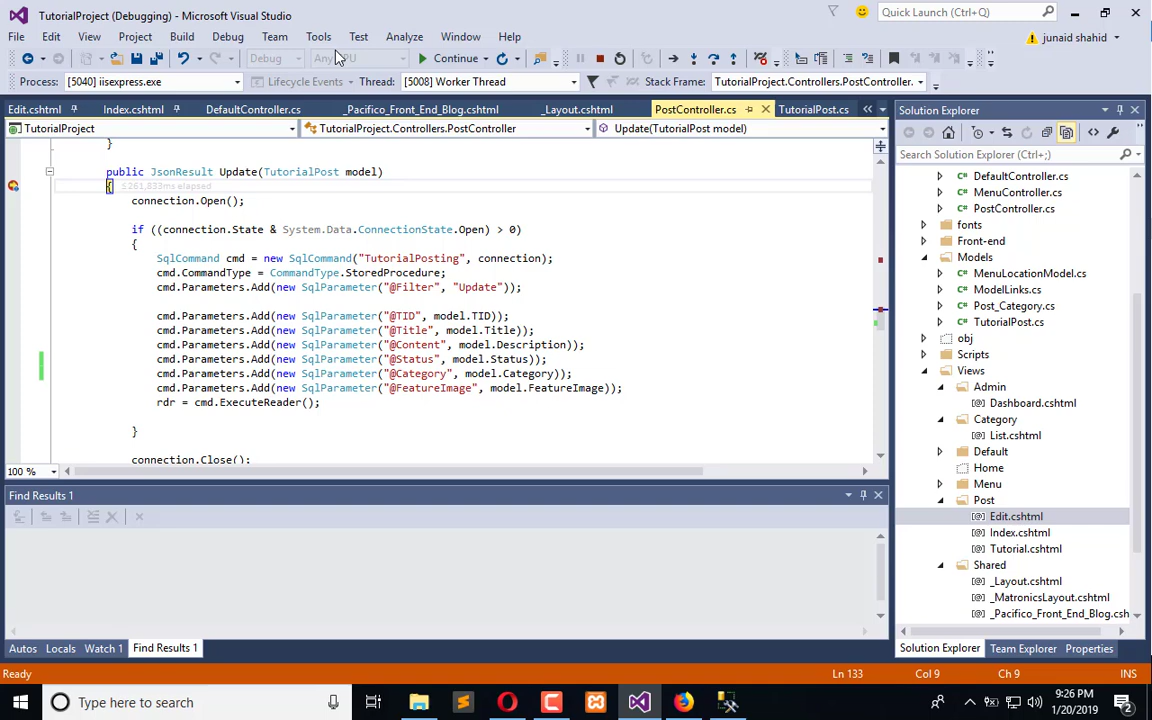 TutorialProject (Debugging) - Microsoft Visual Studio
Quick Launch (Ctrl+;)
File Edit View Project Build Debug Team Tools Test Analyze Window Help
junaid shahid
Debug Any CPU Continue
Process: [5040] iisexpress.exe Lifecycle Events Thread: [5008] Worker Thread Stack Frame: TutorialProject.Controllers.PostController.
Edit.cshtml Index.cshtml DefaultController.cs _Pacifico_Front_End_Blog.cshtml _Layout.cshtml PostController.cs TutorialPost.cs
Solution Explorer
TutorialProject TutorialProject.Controllers.PostController Update(TutorialPost model)
}
public JsonResult Update(TutorialPost model)
{ ≤261,833ms elapsed
connection.Open();
if ((connection.State & System.Data.ConnectionState.Open) > 0)
{
SqlCommand cmd = new SqlCommand("TutorialPosting", connection);
cmd.CommandType = CommandType.StoredProcedure;
cmd.Parameters.Add(new SqlParameter("@Filter", "Update"));
cmd.Parameters.Add(new SqlParameter("@TID", model.TID));
cmd.Parameters.Add(new SqlParameter("@Title", model.Title));
cmd.Parameters.Add(new SqlParameter("@Content", model.Description));
cmd.Parameters.Add(new SqlParameter("@Status", model.Status));
cmd.Parameters.Add(new SqlParameter("@Category", model.Category));
cmd.Parameters.Add(new SqlParameter("@FeatureImage", model.FeatureImage));
rdr = cmd.ExecuteReader();
}
connection.Close();
100 %
Search Solution Explorer (Ctrl+;)
DefaultController.cs
MenuController.cs
PostController.cs
fonts
Front-end
Models
MenuLocationModel.cs
ModelLinks.cs
Post_Category.cs
TutorialPost.cs
obj
Scripts
Views
Admin
Dashboard.cshtml
Category
List.cshtml
Default
Home
Menu
Post
Edit.cshtml
Index.cshtml
Tutorial.cshtml
Shared
_Layout.cshtml
_MatronicsLayout.cshtml
_Pacifico_Front_End_Blog.csh
Find Results 1
Autos Locals Watch 1 Find Results 1
Solution Explorer Team Explorer Properties
Ready Ln 133 Col 9 Ch 9 INS
Type here to search
9:26 PM
1/20/2019
2